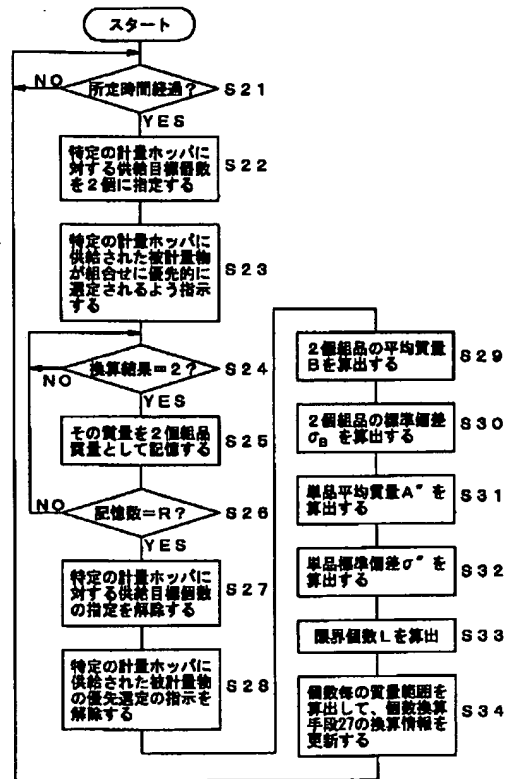 スタート
所定時間経過？
S21
NO
YES
特定の計量ホッパに
対する供給目標個数
を2個に指定する
S22
特定の計量ホッパに
供給された被計量物
が組合せに優先的に
選定されるよう指示
する
S23
換算結果＝2？
S24
NO
YES
その質量を2個組品
質量として記憶する
S25
記憶数＝R？
S26
NO
YES
特定の計量ホッパに
対する供給目標個数
の指定を解除する
S27
特定の計量ホッパに
供給された被計量物
の優先選定の指示を
解除する
S28
2個組品の平均質量
Bを算出する
S29
2個組品の標準偏差
σB を算出する
S30
単品平均質量A″を
算出する
S31
単品標準偏差σ″を
算出する
S32
限界個数Lを算出
S33
個数毎の質量範囲を
算出して、個数換算
手段27の換算情報を
更新する
S34